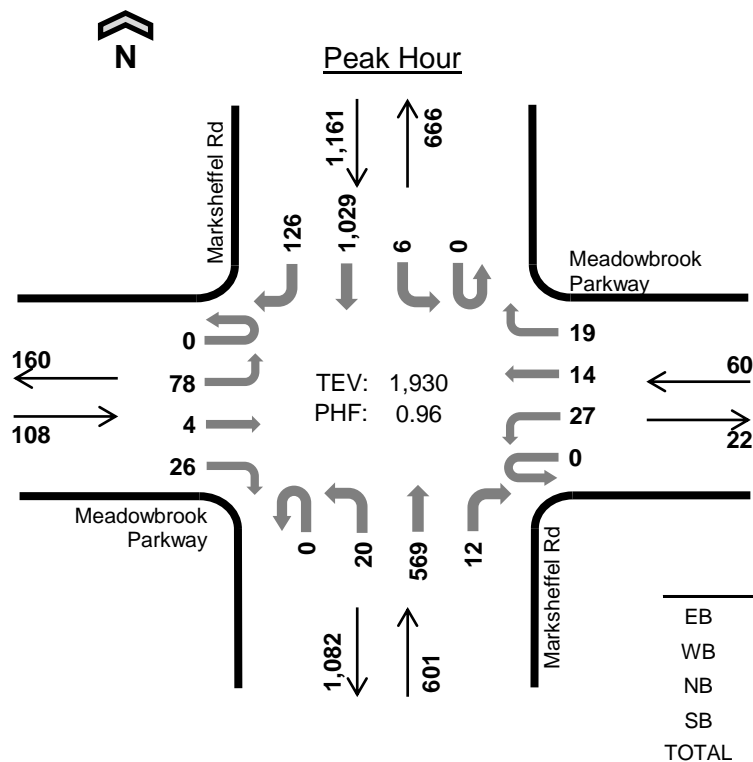 N
Peak Hour
Marksheffel Rd
1,161
666
126
1,029
6
0
Meadowbrook
Parkway
0
19
160
78
TEV: 1,930
14
60
108
4
PHF: 0.96
27
22
26
0
Meadowbrook
Parkway
0
20
569
12
Marksheffel Rd
1,082
601
EB
WB
NB
SB
TOTAL